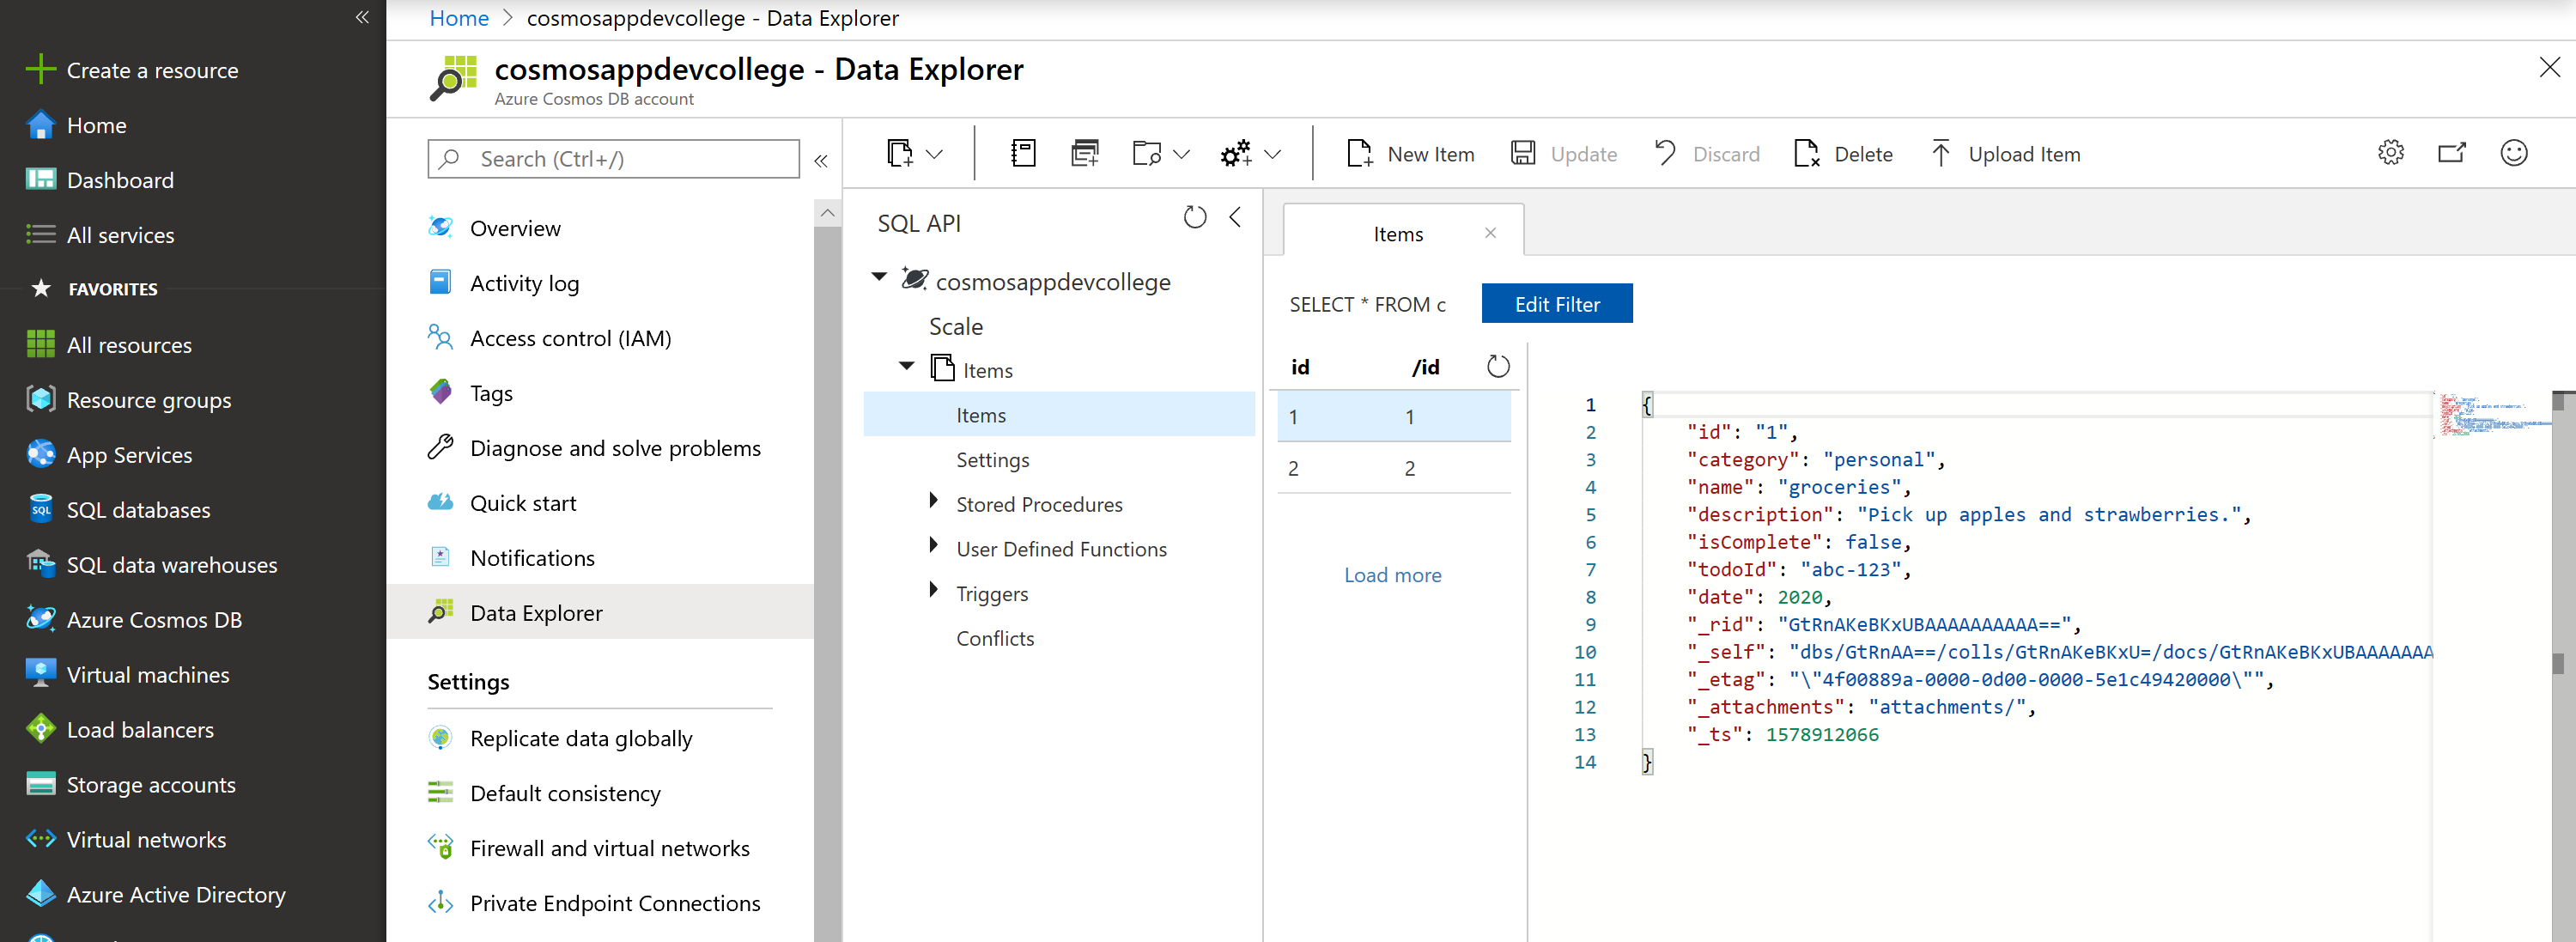 Create a resource
Home
Dashboard
All services
FAVORITES
All resources
Resource groups
App Services
SQL databases
SQL data warehouses
Azure Cosmos DB
Virtual machines
Load balancers
Storage accounts
Virtual networks
Azure Active Directory
Home > cosmosappdevcollege - Data Explorer
cosmosappdevcollege - Data Explorer
Azure Cosmos DB account
Search (Ctrl+/)
Overview
Activity log
Access control (IAM)
Tags
Diagnose and solve problems
Quick start
Notifications
Data Explorer
Settings
Replicate data globally
Default consistency
Firewall and virtual networks
Private Endpoint Connections
New Item Update Discard Delete Upload Item
SQL API
cosmosappdevcollege
Scale
Items
Items
Settings
Stored Procedures
User Defined Functions
Triggers
Conflicts
Items
SELECT * FROM c Edit Filter
id /id
1 1
2 2
Load more
1 {
2 "id": "1",
3 "category": "personal",
4 "name": "groceries",
5 "description": "Pick up apples and strawberries.",
6 "isComplete": false,
7 "todoId": "abc-123",
8 "date": 2020,
9 "_rid": "GtRnAKeBKxUBAAAAAAAAAA==",
10 "_self": "dbs/GtRnAA==/colls/GtRnAKeBKxU=/docs/GtRnAKeBKxUBAAAAAAA
11 "_etag": "\"4f00889a-0000-0d00-0000-5e1c49420000\"",
12 "_attachments": "attachments/",
13 "_ts": 1578912066
14 }